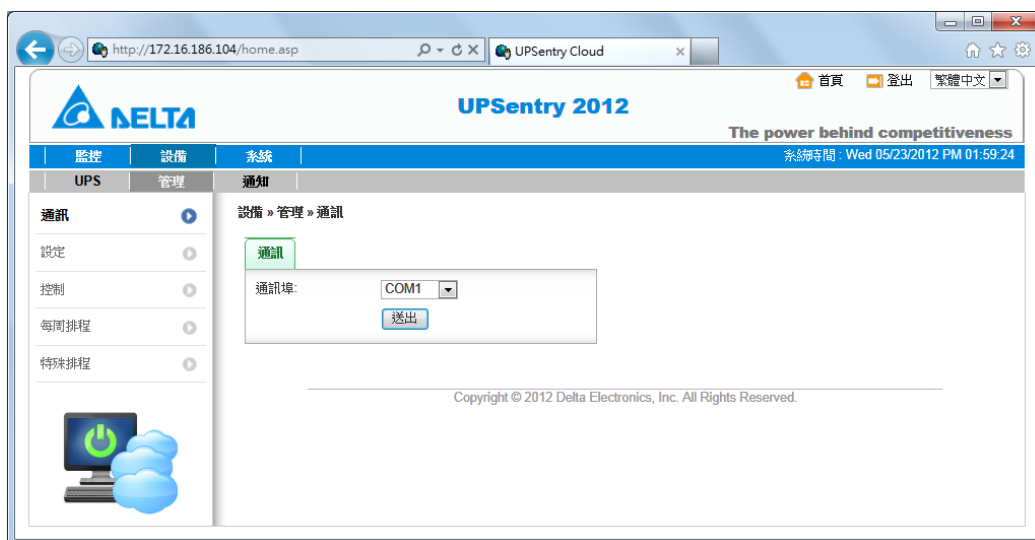 http://172.16.186.104/home.asp
UPSentry Cloud
首頁 登出 繁體中文
DELTA
UPSentry 2012
The power behind competitiveness
監控 設備 系統 系統時間 : Wed 05/23/2012 PM 01:59:24
UPS 管理 通知
通訊
設定
控制
每周排程
特殊排程
設備 » 管理 » 通訊
通訊
通訊埠: COM1
送出
Copyright © 2012 Delta Electronics, Inc. All Rights Reserved.